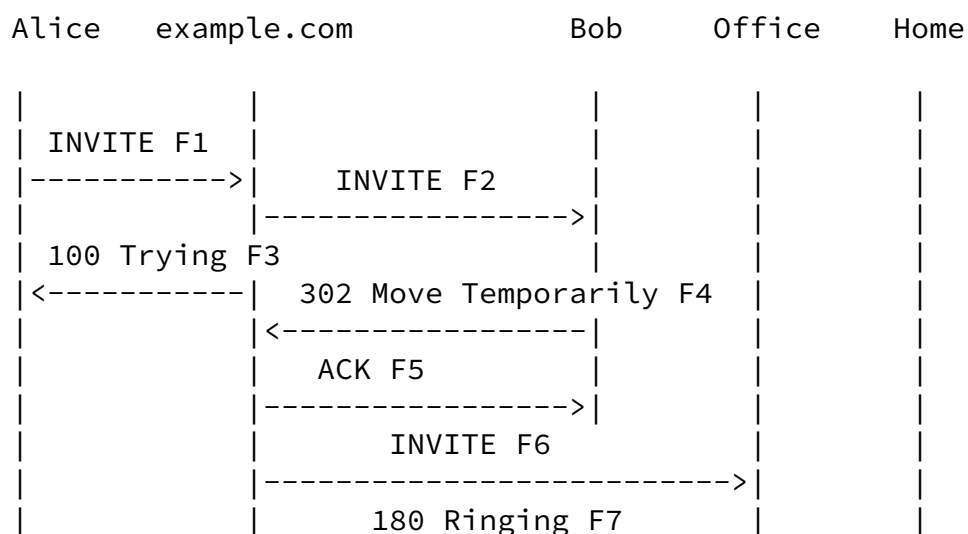 Alice   example.com            Bob     Office    Home

|            |                  |        |        |
| INVITE F1  |                  |        |        |
|----------->|    INVITE F2     |        |        |
|            |----------------->|        |        |
| 100 Trying F3                 |        |        |
|<-----------|  302 Move Temporarily F4  |        |
|            |<-----------------|        |        |
|            |   ACK F5         |        |        |
|            |----------------->|        |        |
|            |       INVITE F6           |        |
|            |-------------------------->|        |
|            |      180 Ringing F7       |        |